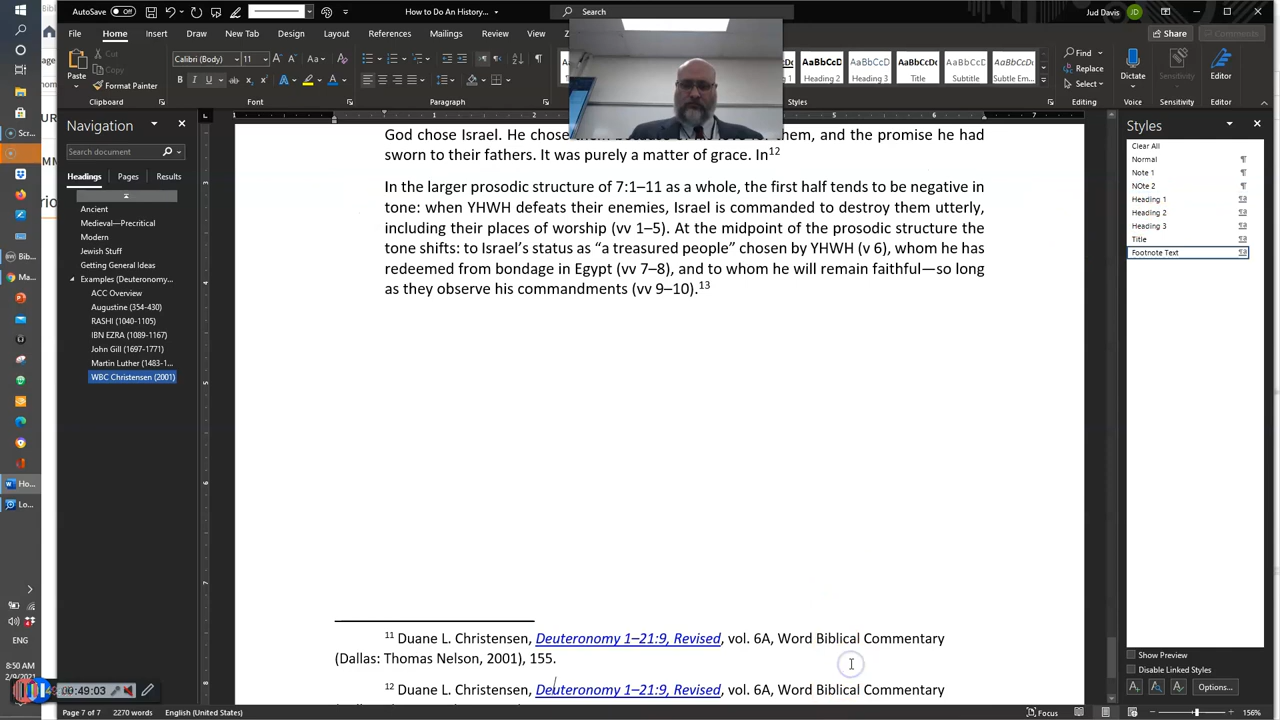 AutoSave Off
How to Do An History...
Search
Jud Davis
JD
File Home Insert Draw New Tab Design Layout References Mailings Review View
Share
Comments
Paste
Cut
Copy
Format Painter
Calibri (Body) 11
Heading 2
Heading 3
Title
Subtitle
Subtle Em...
Find
Replace
Select
Dictate
Sensitivity
Editor
Clipboard
Font
Paragraph
Styles
Editing
Voice
Sensitivity
Editor
Navigation
Search document
Headings Pages Results
Ancient
Medieval—Precritical
Modern
Jewish Stuff
Getting General Ideas
Examples (Deuteronomy...
ACC Overview
Augustine (354-430)
RASHI (1040-1105)
IBN EZRA (1089-1167)
John Gill (1697-1771)
Martin Luther (1483-1...
WBC Christensen (2001)
God chose Israel. He chose them, and the promise he had
sworn to their fathers. It was purely a matter of grace. In12
In the larger prosodic structure of 7:1–11 as a whole, the first half tends to be negative in
tone: when YHWH defeats their enemies, Israel is commanded to destroy them utterly,
including their places of worship (vv 1–5). At the midpoint of the prosodic structure the
tone shifts: to Israel's status as “a treasured people” chosen by YHWH (v 6), whom he has
redeemed from bondage in Egypt (vv 7–8), and to whom he will remain faithful—so long
as they observe his commandments (vv 9–10).13
11 Duane L. Christensen, Deuteronomy 1–21:9, Revised, vol. 6A, Word Biblical Commentary
(Dallas: Thomas Nelson, 2001), 155.
12 Duane L. Christensen, Deuteronomy 1–21:9, Revised, vol. 6A, Word Biblical Commentary
Styles
Clear All
Normal
Note 1
NOte 2
Heading 1
Heading 2
Heading 3
Title
Footnote Text
Show Preview
Disable Linked Styles
Options...
ENG
8:50 AM
2/9/2021
00:49:03
Page 7 of 7 2270 words English (United States)
Focus
156%